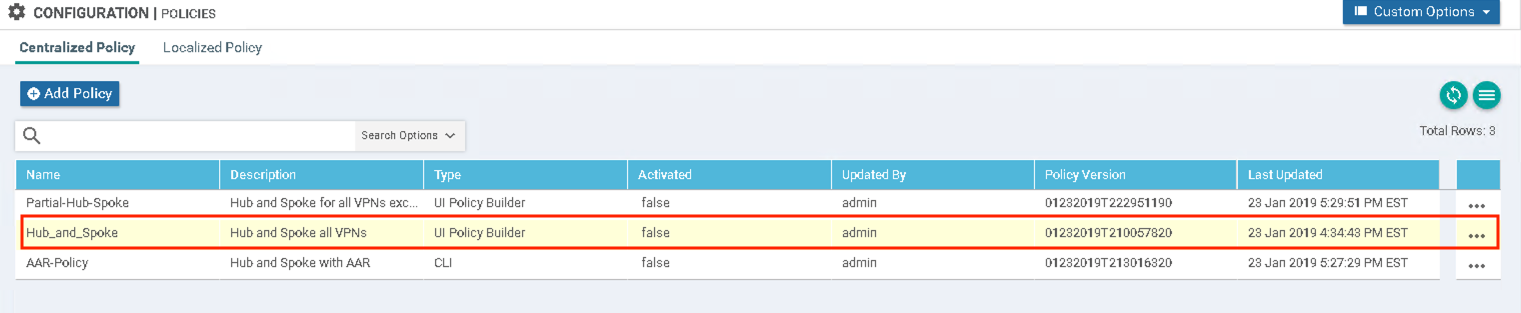 CONFIGURATION | POLICIES
Custom Options
Centralized Policy Localized Policy
Add Policy
Search Options
Total Rows: 3
Name Description Type Activated Updated By Policy Version Last Updated
Partial-Hub-Spoke Hub and Spoke for all VPNs exc... UI Policy Builder false admin 01232019T222951190 23 Jan 2019 5:29:51 PM EST
Hub_and_Spoke Hub and Spoke all VPNs UI Policy Builder false admin 01232019T210057820 23 Jan 2019 4:34:43 PM EST
AAR-Policy Hub and Spoke with AAR CLI false admin 01232019T213016320 23 Jan 2019 5:27:29 PM EST